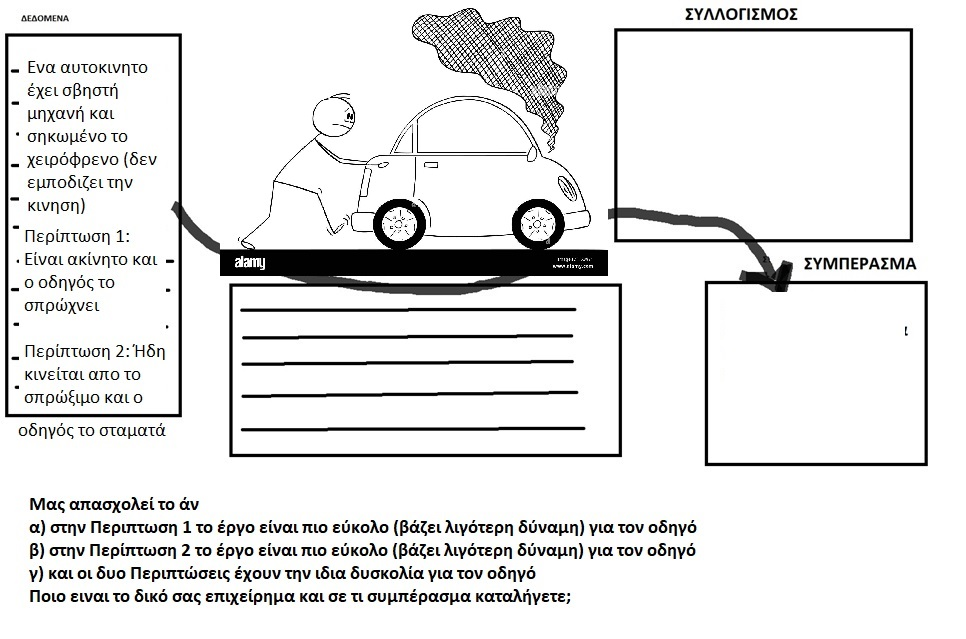 ΔΕΔΟΜΕΝΑ
ΣΥΛΛΟΓΙΣΜΟΣ
Ενα αυτοκινητο
έχει σβηστή
μηχανή και
σηκωμένο το
χειρόφρενο (δεν
εμποδιζει την
κινηση)
Περίπτωση 1:
Είναι ακίνητο και
ο οδηγός το
σπρώχνει
Περίπτωση 2: Ήδη
κινείται απο το
σπρώξιμο και ο
οδηγός το σταματά
alamy
www.alamy.com
ΣΥΜΠΕΡΑΣΜΑ
Μας απασχολεί το άν
α) στην Περιπτωση 1 το έργο είναι πιο εύκολο (βάζει λιγότερη δύναμη) για τον οδηγό
β) στην Περίπτωση 2 το έργο είναι πιο εύκολο (βάζει λιγότερη δύναμη) για τον οδηγό
γ) και οι δυο Περιπτώσεις έχουν την ιδια δυσκολία για τον οδηγό
Ποιο ειναι το δικό σας επιχείρημα και σε τι συμπέρασμα καταλήγετε;